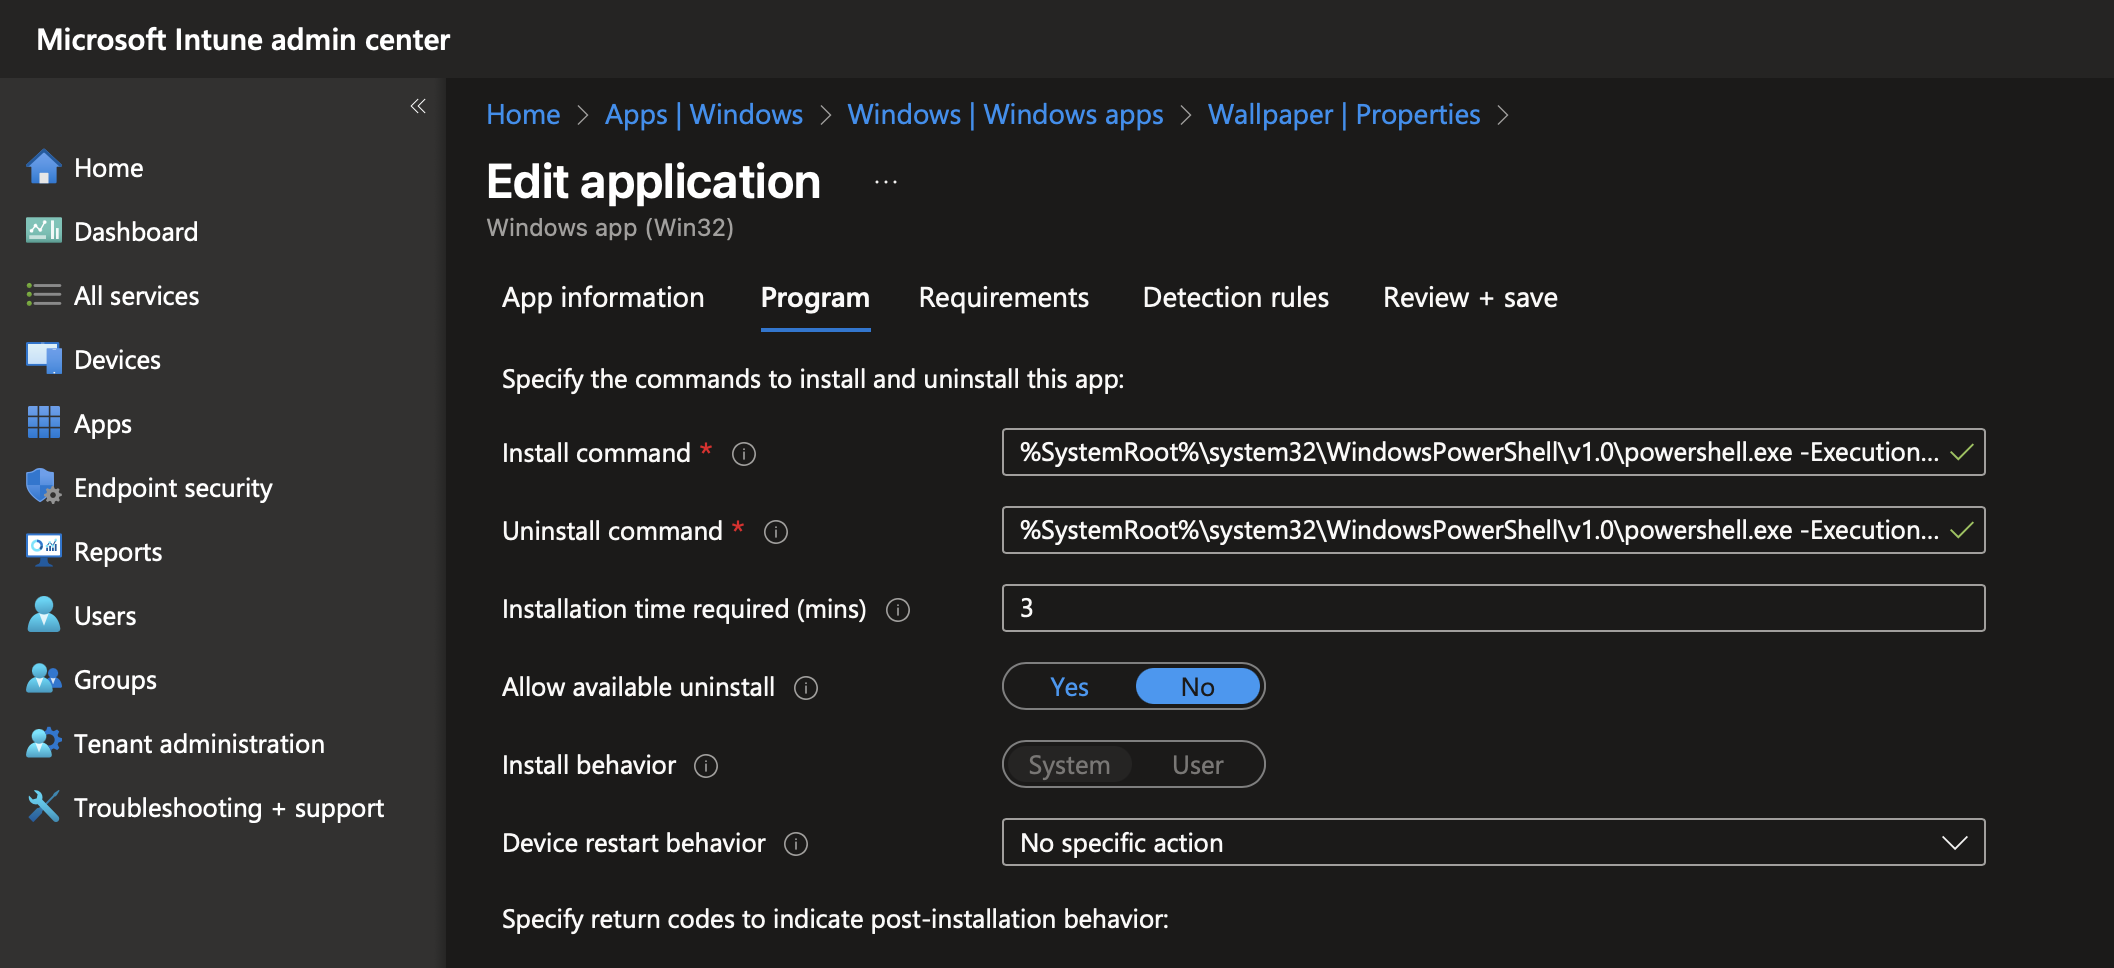 Microsoft Intune admin center
Home
Dashboard
All services
Devices
Apps
Endpoint security
Reports
Users
Groups
Tenant administration
Troubleshooting + support
Home > Apps | Windows > Windows | Windows apps > Wallpaper | Properties >
Edit application ...
Windows app (Win32)
App information Program Requirements Detection rules Review + save
Specify the commands to install and uninstall this app:
Install command * %SystemRoot%\system32\WindowsPowerShell\v1.0\powershell.exe -Execution...
Uninstall command * %SystemRoot%\system32\WindowsPowerShell\v1.0\powershell.exe -Execution...
Installation time required (mins) 3
Allow available uninstall Yes No
Install behavior System User
Device restart behavior No specific action
Specify return codes to indicate post-installation behavior: